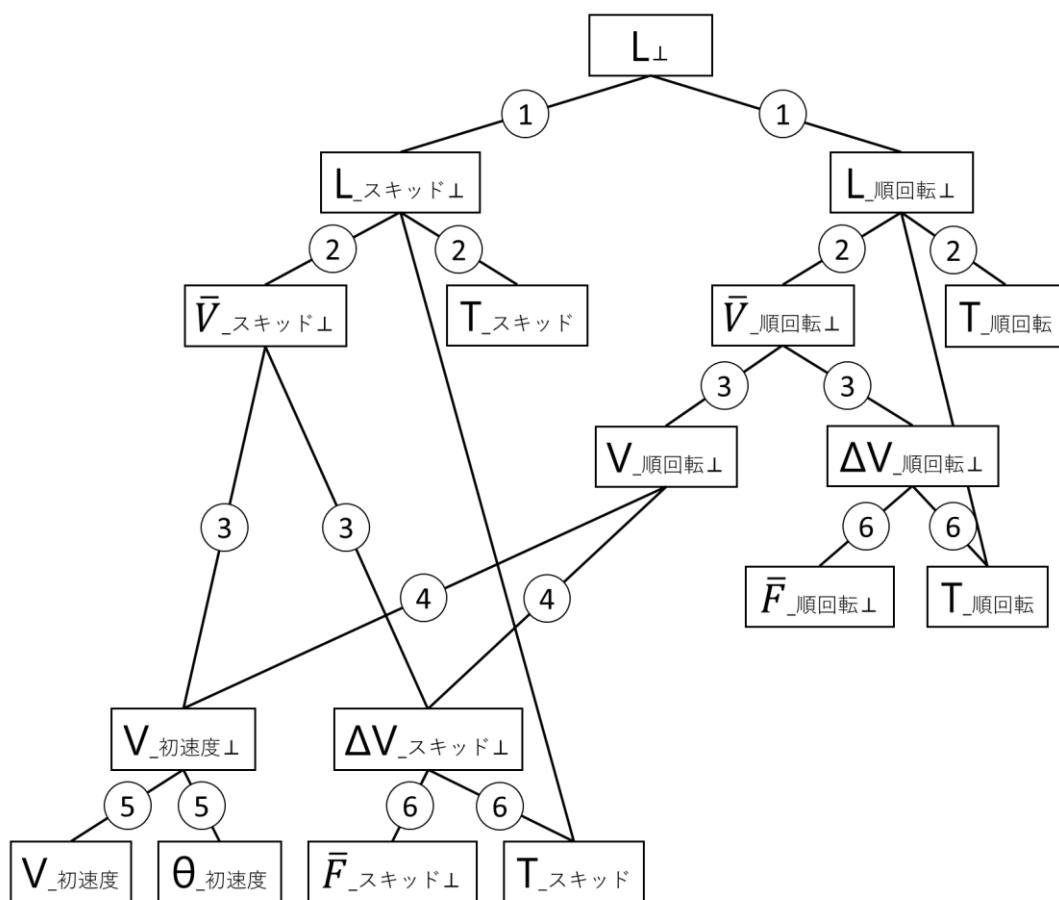 L⊥
① ①
L_スキッド⊥ L_順回転⊥
② ② ② ②
V̄_スキッド⊥ T_スキッド V̄_順回転⊥ T_順回転
③ ③
V_順回転⊥ ΔV_順回転⊥
③ ③ ⑥ ⑥
④ ④ F̄_順回転⊥ T_順回転
V_初速度⊥ ΔV_スキッド⊥
⑤ ⑤ ⑥ ⑥
V_初速度 θ_初速度 F̄_スキッド⊥ T_スキッド